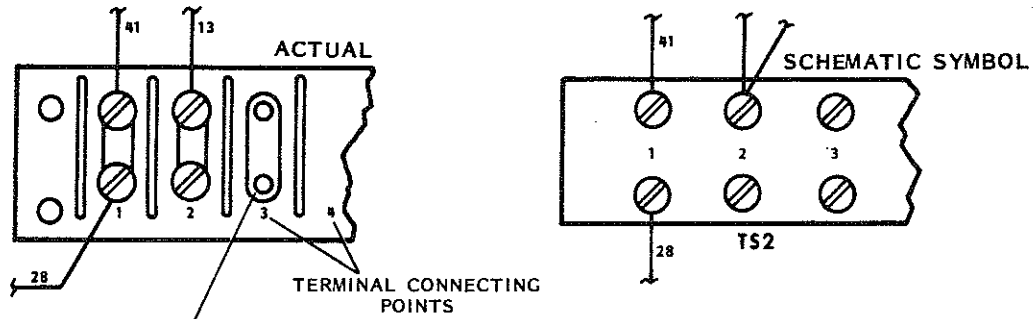 41
13
ACTUAL
1
2
3
4
28
TERMINAL CONNECTING
POINTS
41
SCHEMATIC SYMBOL
1
2
3
TS2
28